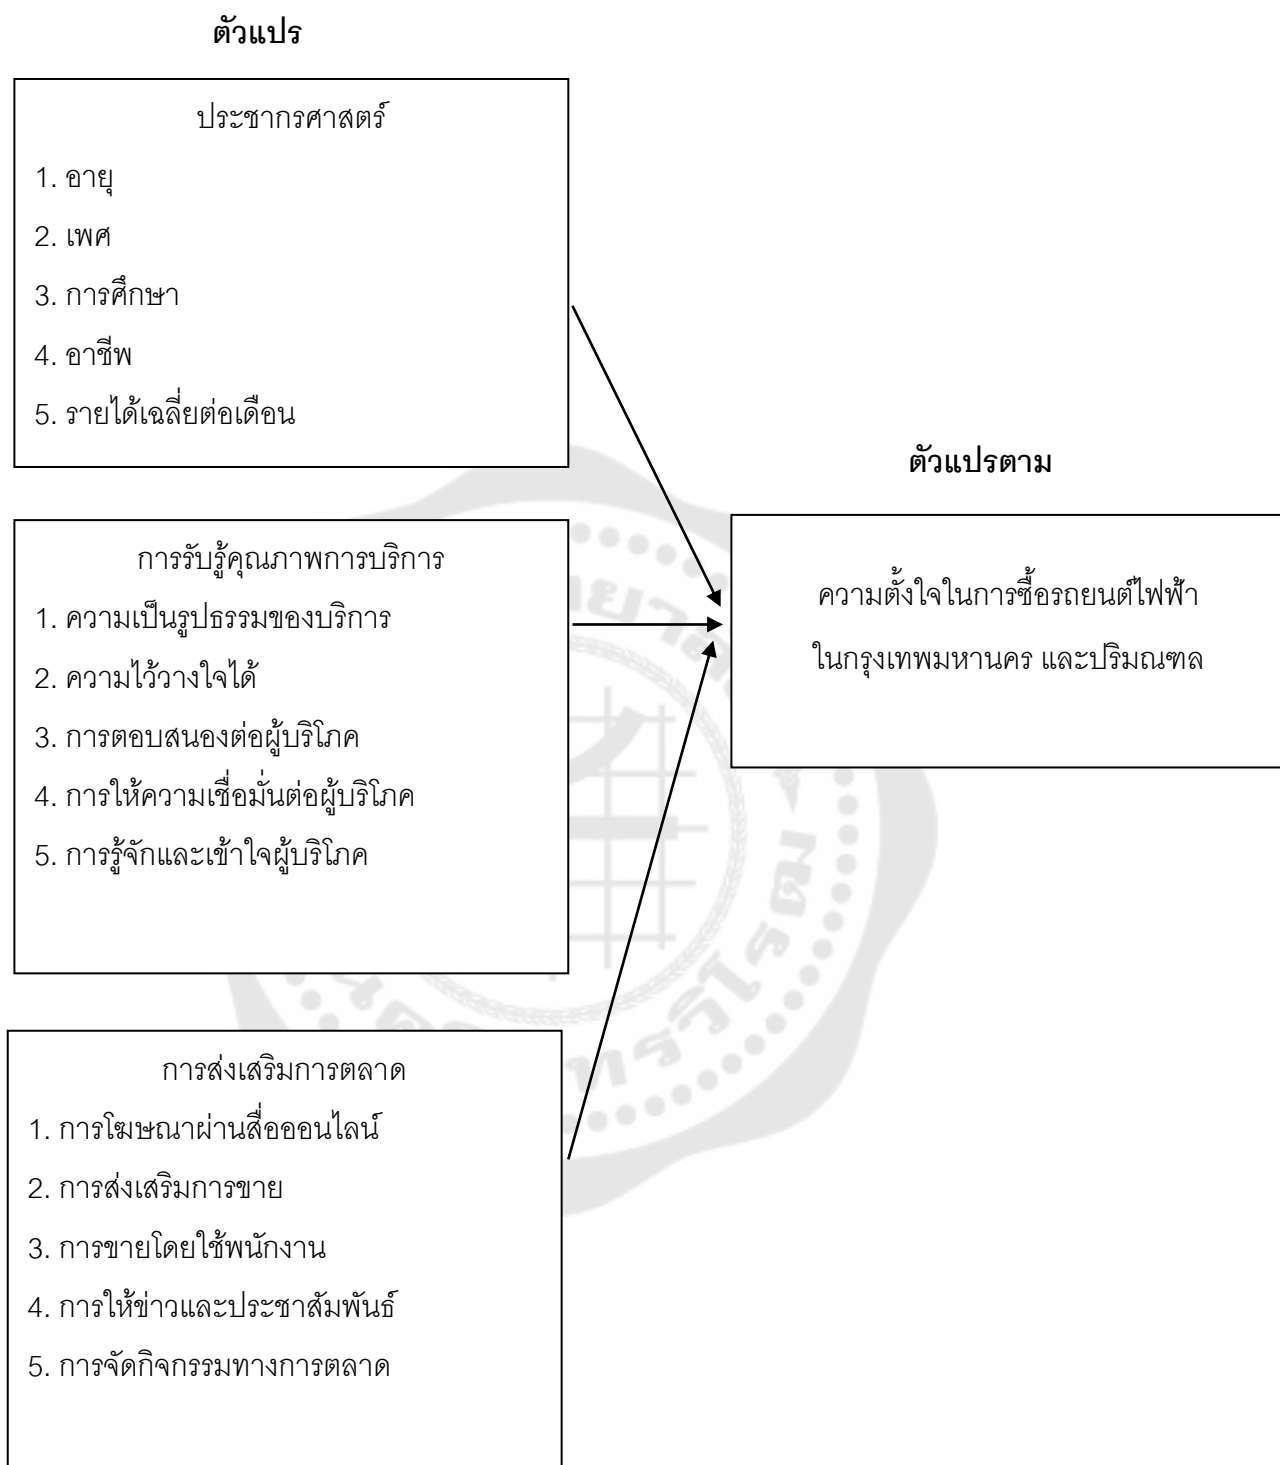 ตัวแปร
ประชากรศาสตร์
1. อายุ
2. เพศ
3. การศึกษา
4. อาชีพ
5. รายได้เฉลี่ยต่อเดือน
การรับรู้คุณภาพการบริการ
1. ความเป็นรูปธรรมของบริการ
2. ความไว้วางใจได้
3. การตอบสนองต่อผู้บริโภค
4. การให้ความเชื่อมั่นต่อผู้บริโภค
5. การรู้จักและเข้าใจผู้บริโภค
การส่งเสริมการตลาด
1. การโฆษณาผ่านสื่อออนไลน์
2. การส่งเสริมการขาย
3. การขายโดยใช้พนักงาน
4. การให้ข่าวและประชาสัมพันธ์
5. การจัดกิจกรรมทางการตลาด
ตัวแปรตาม
ความตั้งใจในการซื้อรถยนต์ไฟฟ้า
ในกรุงเทพมหานคร และปริมณฑล